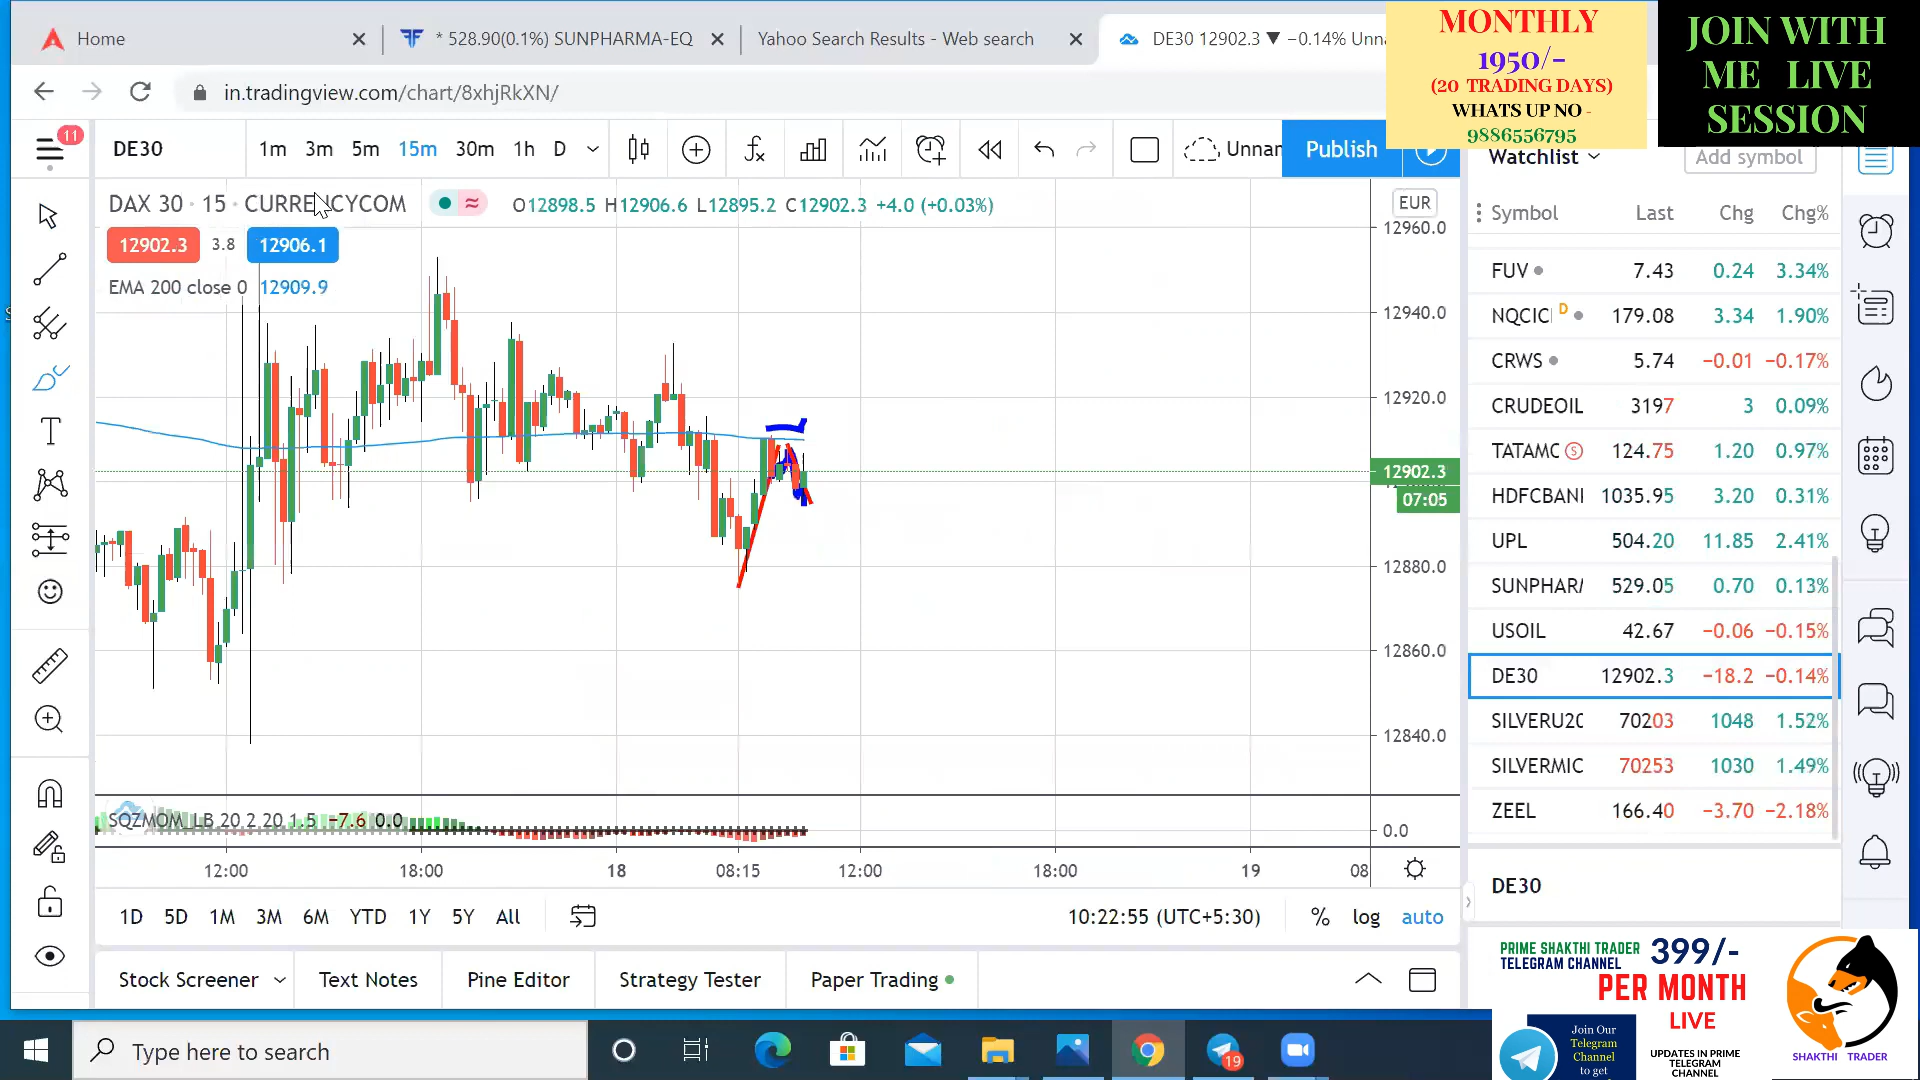 Home
* 528.90(0.1%) SUNPHARMA-EQ
Yahoo Search Results - Web search
DE30 12902.3 ▼ −0.14% Unna
MONTHLY
1950/-
(20 TRADING DAYS)
WHATS UP NO -
9886556795
JOIN WITH
ME LIVE
SESSION
in.tradingview.com/chart/8xhjRkXN/
11
DE30
1m 3m 5m 15m 30m 1h D
Unnan
Publish
Watchlist
Add symbol
DAX 30 · 15 · CURRENCYCOM
O12898.5 H12906.6 L12895.2 C12902.3 +4.0 (+0.03%)
EUR
12902.3 3.8 12906.1
EMA 200 close 0 12909.9
12960.0
12940.0
12920.0
12902.3
07:05
12880.0
12860.0
12840.0
Symbol Last Chg Chg%
FUV 7.43 0.24 3.34%
NQCICI D 179.08 3.34 1.90%
CRWS 5.74 −0.01 −0.17%
CRUDEOIL 3197 3 0.09%
TATAMO S 124.75 1.20 0.97%
HDFCBANI 1035.95 3.20 0.31%
UPL 504.20 11.85 2.41%
SUNPHAR 529.05 0.70 0.13%
USOIL 42.67 −0.06 −0.15%
DE30 12902.3 −18.2 −0.14%
SILVERU20 70203 1048 1.52%
SILVERMIC 70253 1030 1.49%
ZEEL 166.40 −3.70 −2.18%
SQZMOM_LB 20 2 20 1.5 −7.6 0.0
0.0
12:00 18:00 18 08:15 12:00 18:00 19 08
DE30
1D 5D 1M 3M 6M YTD 1Y 5Y All
10:22:55 (UTC+5:30)
% log auto
Stock Screener
Text Notes
Pine Editor
Strategy Tester
Paper Trading
PRIME SHAKTHI TRADER
TELEGRAM CHANNEL
399/-
PER MONTH
LIVE
UPDATES IN PRIME
TELEGRAM
CHANNEL
Join Our
Telegram
Channel
to get
SHAKTHI TRADER
Type here to search
19